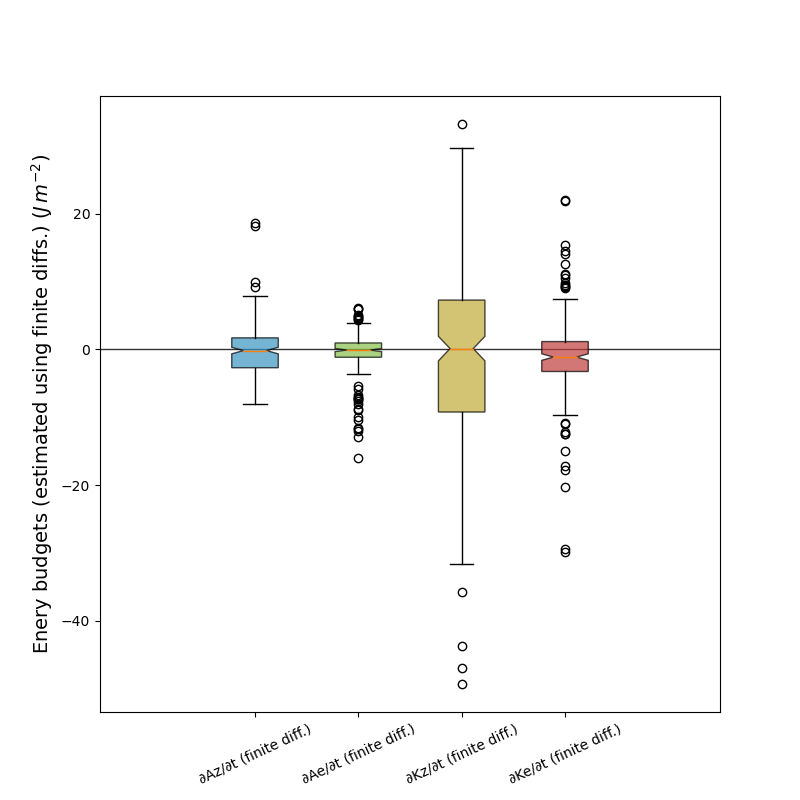 Enery budgets (estimated using finite diffs.) (J m⁻²)
20
0
−20
−40
∂Az/∂t (finite diff.)
∂Ae/∂t (finite diff.)
∂Kz/∂t (finite diff.)
∂Ke/∂t (finite diff.)